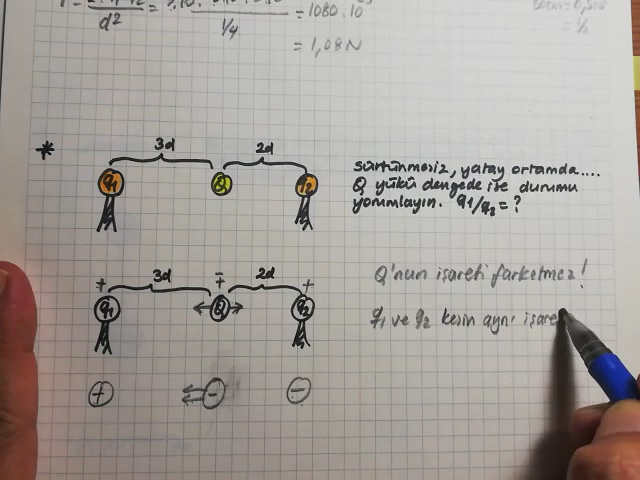 d²
1/4
= 1080.10
= 1,08 N
*
3d
2d
q₁
Q
q₂
sürtünmesiz, yatay ortamda....
Q yükü dengede ise durumu
yorumlayın. q₁/q₂ = ?
+
3d
∓
2d
+
q₁
Q
q₂
Q'nun işareti farketmez!
q₁ ve q₂ kesin aynı işare
+
-
-